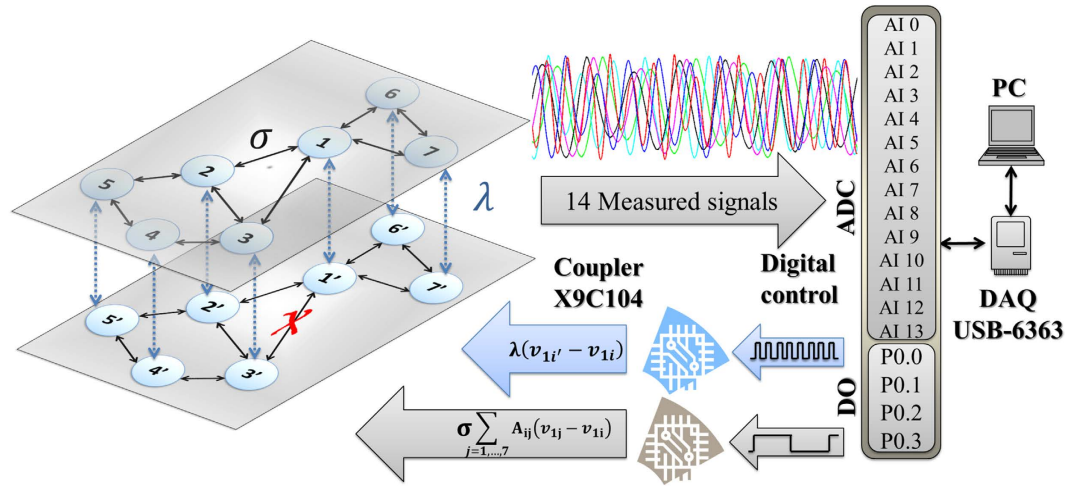 6
σ
1
7
2
5
λ
3
4
6'
1'
7'
2'
5'
X
3'
4'
14 Measured signals
Coupler
X9C104
Digital
control
λ(v₁ᵢ′ − v₁ᵢ)
σ ∑ Aᵢⱼ(v₁ⱼ − v₁ᵢ)
j=1,...,7
ADC
DO
AI 0
AI 1
AI 2
AI 3
AI 4
AI 5
AI 6
AI 7
AI 8
AI 9
AI 10
AI 11
AI 12
AI 13
P0.0
P0.1
P0.2
P0.3
PC
DAQ
USB-6363